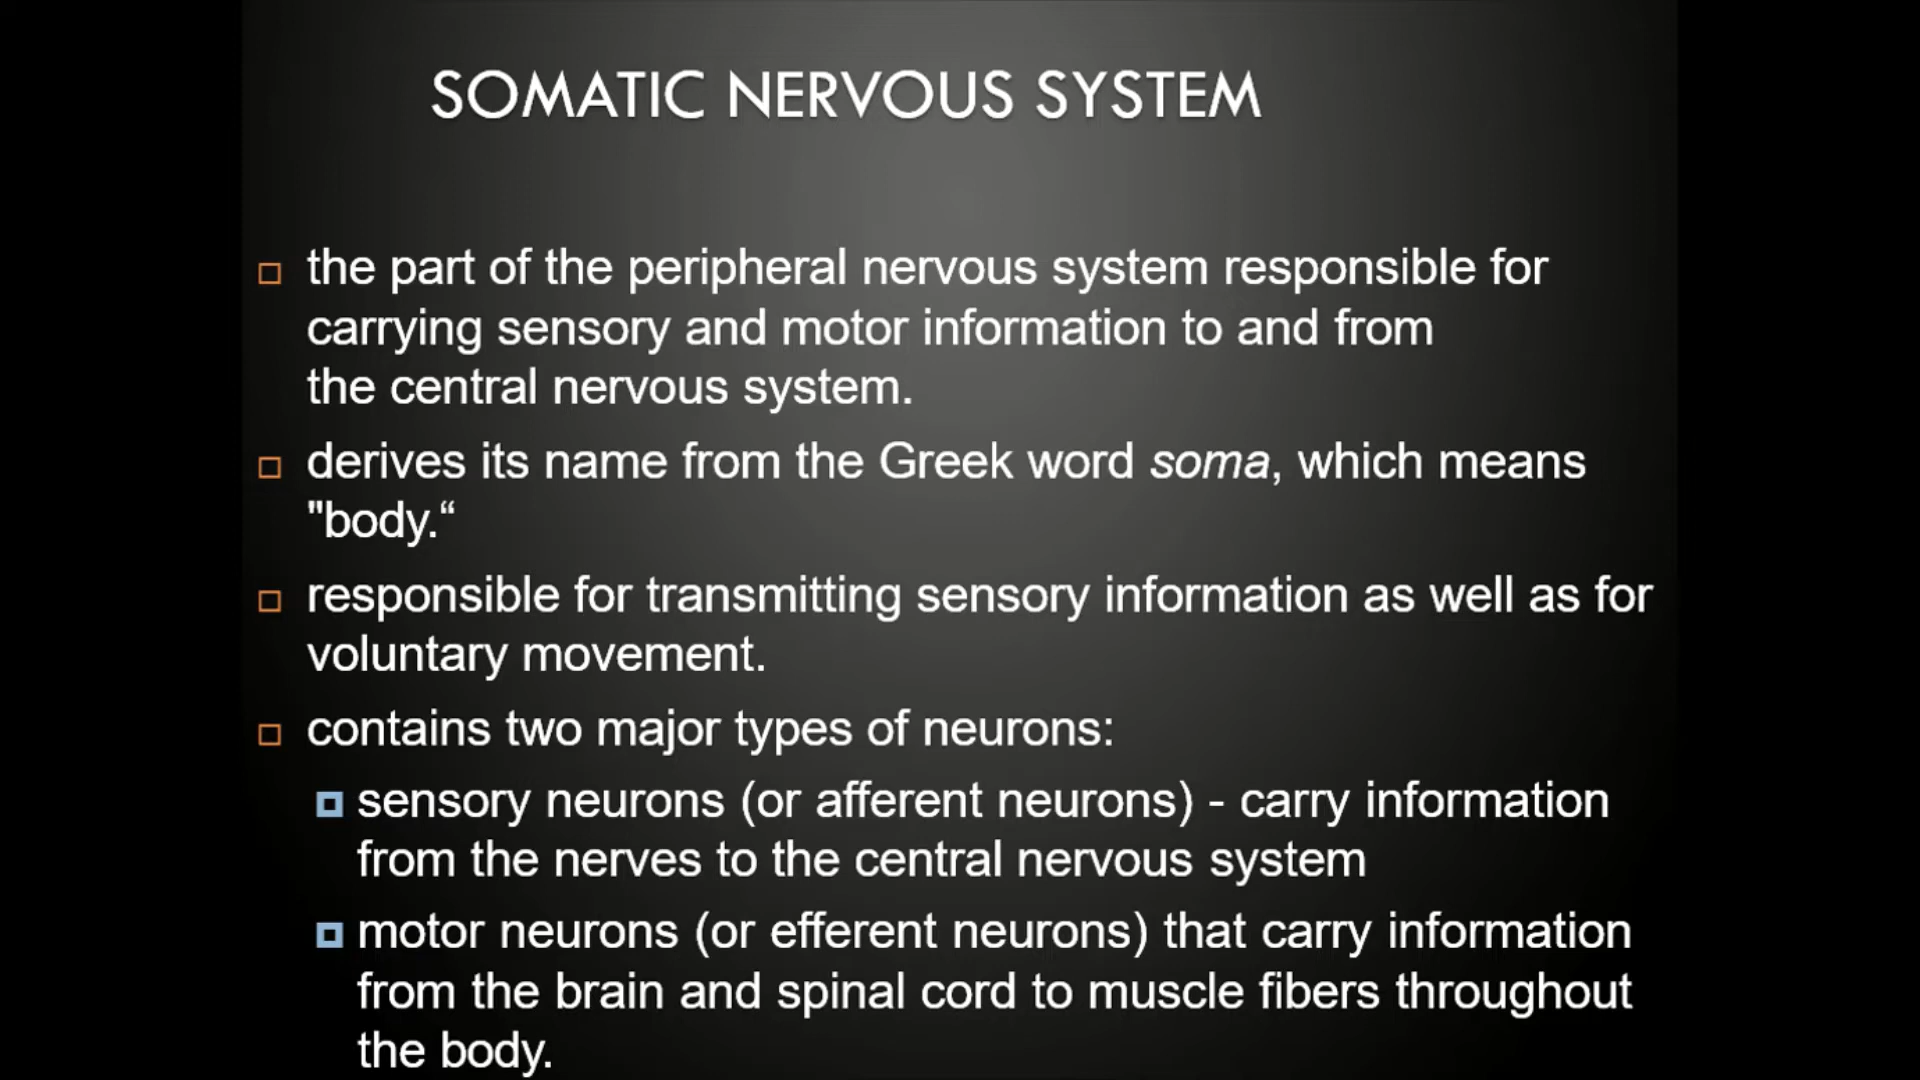 SOMATIC NERVOUS SYSTEM
the part of the peripheral nervous system responsible for
carrying sensory and motor information to and from
the central nervous system.
derives its name from the Greek word soma, which means
"body.“
responsible for transmitting sensory information as well as for
voluntary movement.
contains two major types of neurons:
sensory neurons (or afferent neurons) - carry information
from the nerves to the central nervous system
motor neurons (or efferent neurons) that carry information
from the brain and spinal cord to muscle fibers throughout
the body.